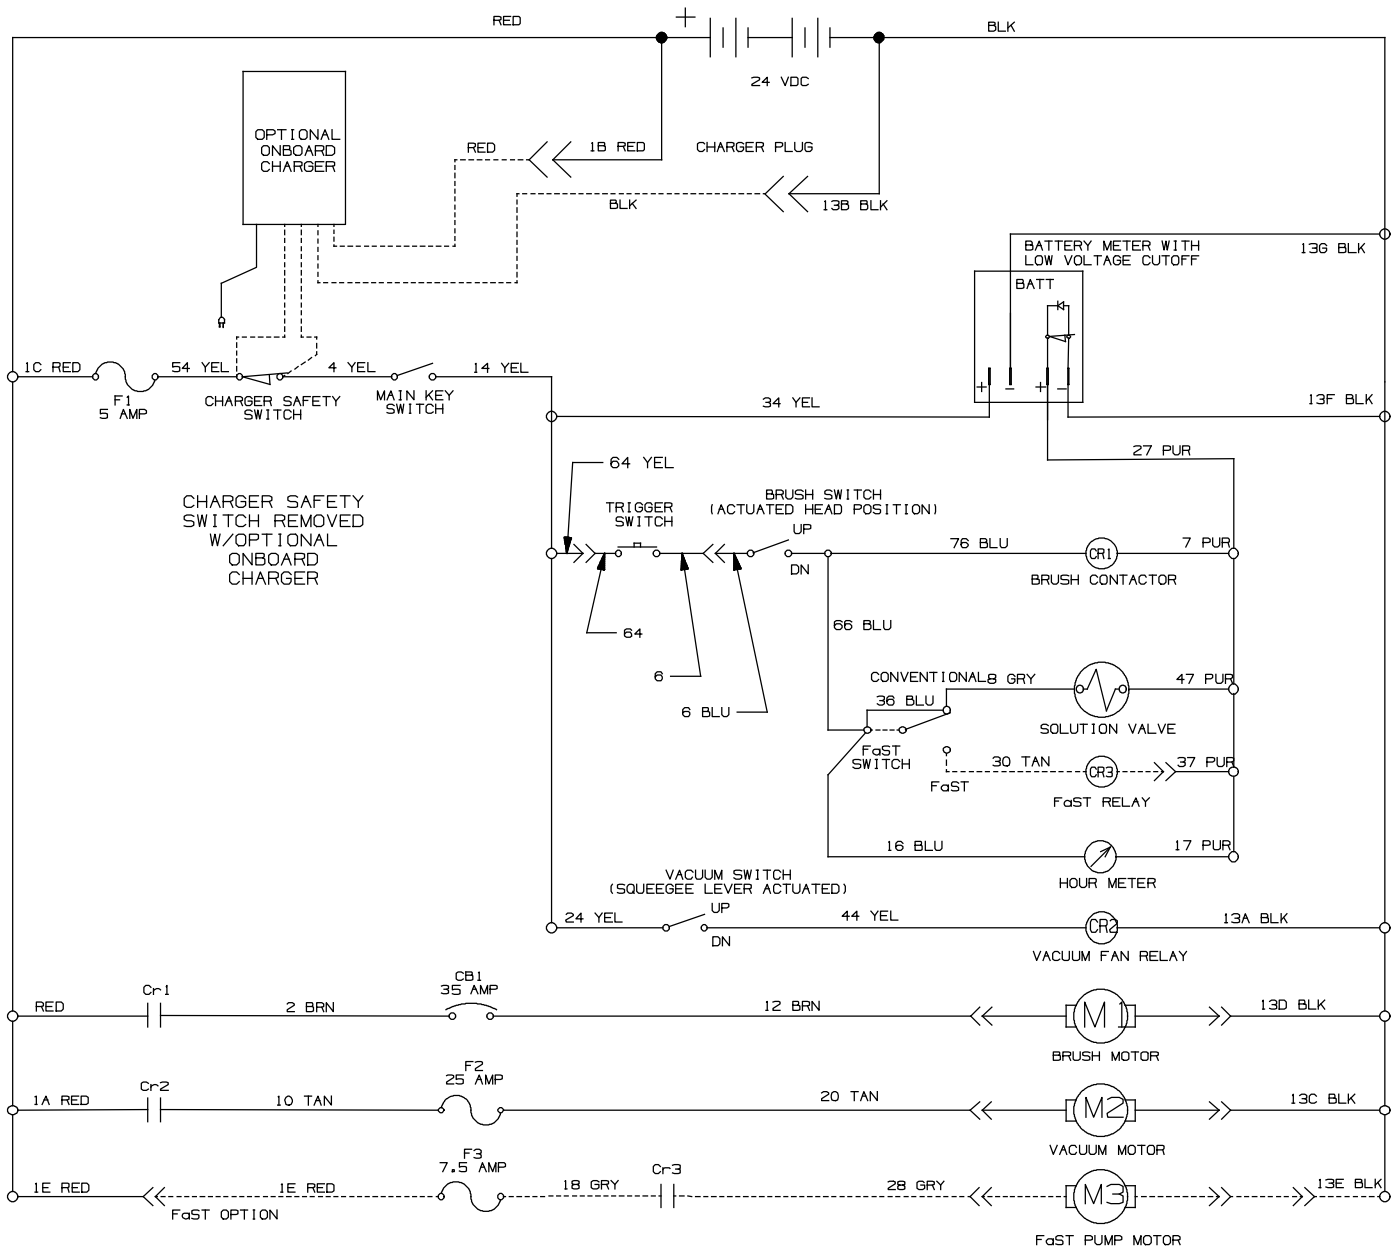 RED
+
BLK
24 VDC
OPTIONAL
ONBOARD
CHARGER
RED
1B RED
CHARGER PLUG
BLK
13B BLK
13G BLK
BATTERY METER WITH
LOW VOLTAGE CUTOFF
BATT
+ − + −
1C RED
F1
5 AMP
54 YEL
CHARGER SAFETY
SWITCH
4 YEL
MAIN KEY
SWITCH
14 YEL
34 YEL
13F BLK
27 PUR
64 YEL
CHARGER SAFETY
SWITCH REMOVED
W/OPTIONAL
ONBOARD
CHARGER
TRIGGER
SWITCH
BRUSH SWITCH
(ACTUATED HEAD POSITION)
UP
DN
76 BLU
CR1
7 PUR
BRUSH CONTACTOR
64
6
6 BLU
66 BLU
CONVENTIONAL
8 GRY
47 PUR
36 BLU
SOLUTION VALVE
FaST
SWITCH
30 TAN
CR3
37 PUR
FaST
FaST RELAY
16 BLU
17 PUR
HOUR METER
VACUUM SWITCH
(SQUEEGEE LEVER ACTUATED)
24 YEL
UP
DN
44 YEL
CR2
13A BLK
VACUUM FAN RELAY
RED
Cr1
2 BRN
CB1
35 AMP
12 BRN
M1
13D BLK
BRUSH MOTOR
1A RED
Cr2
10 TAN
F2
25 AMP
20 TAN
M2
13C BLK
VACUUM MOTOR
1E RED
1E RED
FaST OPTION
F3
7.5 AMP
18 GRY
Cr3
28 GRY
M3
13E BLK
FaST PUMP MOTOR